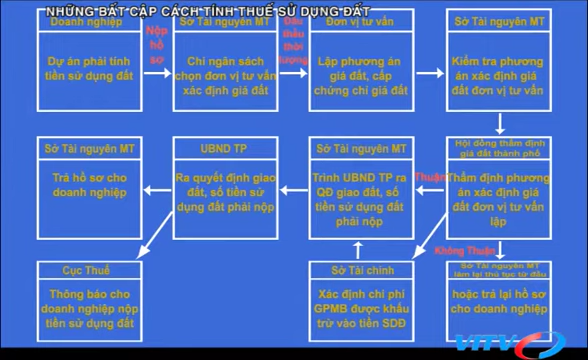 NHỮNG BẤT CẬP CÁCH TÍNH THUẾ SỬ DỤNG ĐẤT
Doanh nghiệp
Dự án phải tính
tiền sử dụng đất
Nộp
hồ
sơ
Sở Tài nguyên MT
Chi ngân sách
chọn đơn vị tư vấn
xác định giá đất
Đấu
thầu
thời
lượng
Đơn vị tư vấn
Lập phương án
giá đất, cấp
chứng chỉ giá đất
Sở Tài nguyên MT
Kiểm tra phương
án xác định giá
đất đơn vị tư vấn
Hội đồng thẩm định
giá đất thành phố
Thẩm định phương
án xác định giá
đất đơn vị tư vấn
lập
Thuận
Sở Tài nguyên MT
Trình UBND TP ra
QĐ giao đất, số
tiền sử dụng đất
phải nộp
UBND TP
Ra quyết định giao
đất, số tiền sử
dụng đất phải nộp
Sở Tài nguyên MT
Trả hồ sơ cho
doanh nghiệp
Không Thuận
Cục Thuế
Thông báo cho
doanh nghiệp nộp
tiền sử dụng đất
Sở Tài chính
Xác định chi phí
GPMB được khấu
trừ vào tiền SDĐ
Sở Tài nguyên MT
làm lại thủ tục từ đầu
hoặc trả lại hồ sơ
cho doanh nghiệp
VITV